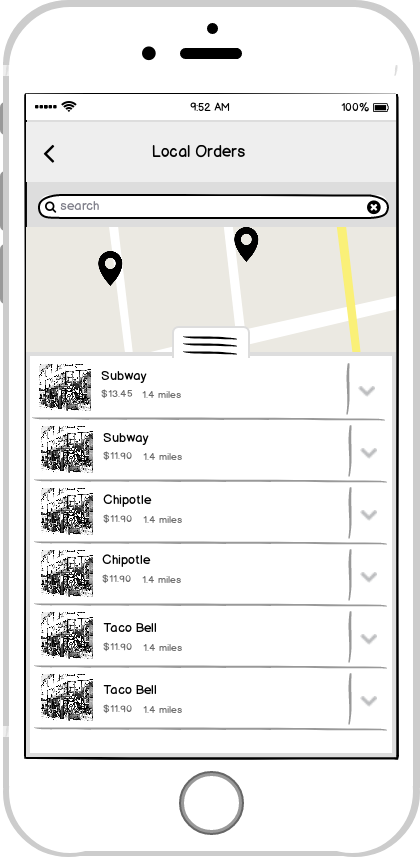 9:52 AM 100%
Local Orders
search
Subway
$13.45 1.4 miles
Subway
$11.90 1.4 miles
Chipotle
$11.90 1.4 miles
Chipotle
$11.90 1.4 miles
Taco Bell
$11.90 1.4 miles
Taco Bell
$11.90 1.4 miles